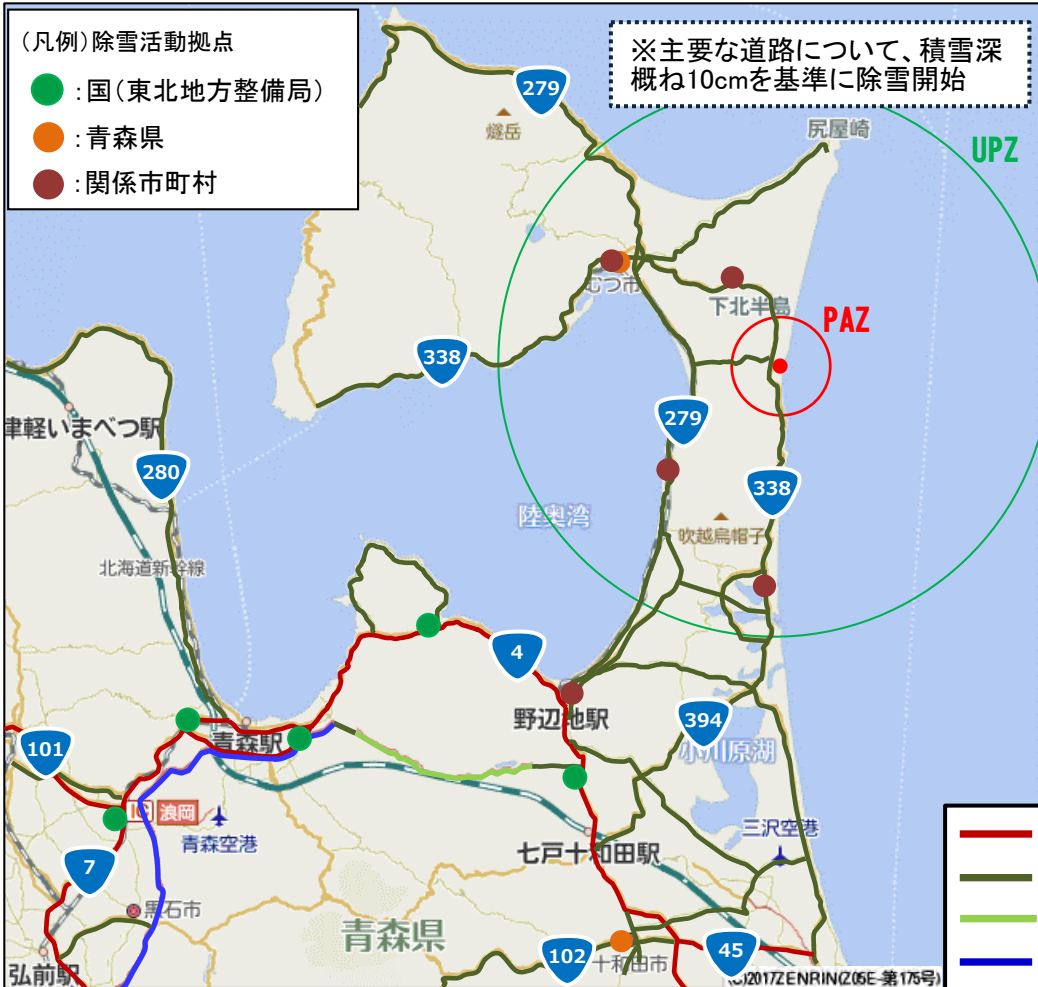 (凡例)除雪活動拠点
:国(東北地方整備局)
:青森県
:関係市町村
※主要な道路について、積雪深
概ね10cmを基準に除雪開始
279
燧岳
尻屋崎
UPZ
むつ市
下北半島
PAZ
338
279
津軽いまべつ駅
280
338
陸奥湾
吹越烏帽子
北海道新幹線
4
野辺地駅
394
101
青森駅
小川原湖
IC 浪岡
青森空港
三沢空港
七戸十和田駅
7
黒石市
青森県
102
十和田市
45
弘前駅
(C)2017ZENRIN(Z05E-第175号)